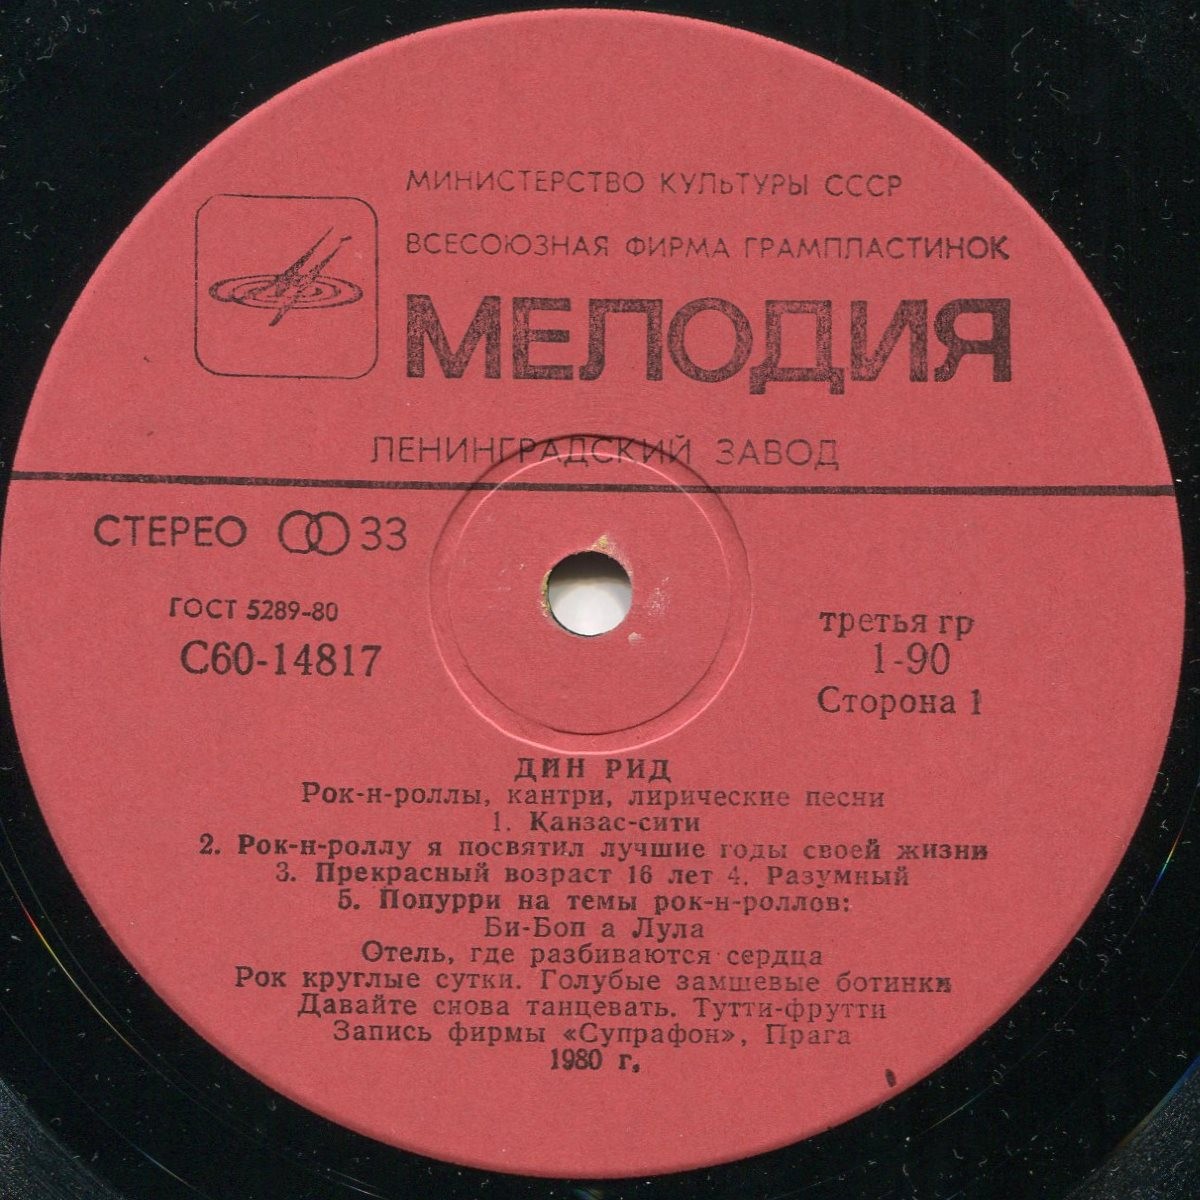 МИНИСТЕРСТВО КУЛЬТУРЫ СССР
ВСЕСОЮЗНАЯ ФИРМА ГРАМПЛАСТИНОК
МЕЛОДИЯ
ЛЕНИНГРАДСКИЙ ЗАВОД
СТЕРЕО 33
ГОСТ 5289-80
С60-14817
третья гр
1-90
Сторона 1
ДИН РИД
Рок-н-роллы, кантри, лирические песни
1. Канзас-сити
2. Рок-н-роллу я посвятил лучшие годы своей жизни
3. Прекрасный возраст 16 лет 4. Разумный
5. Попурри на темы рок-н-роллов:
Би-Боп а Лула
Отель, где разбиваются сердца
Рок круглые сутки. Голубые замшевые ботинки
Давайте снова танцевать. Тутти-фрутти
Запись фирмы «Супрафон», Прага
1980 г.